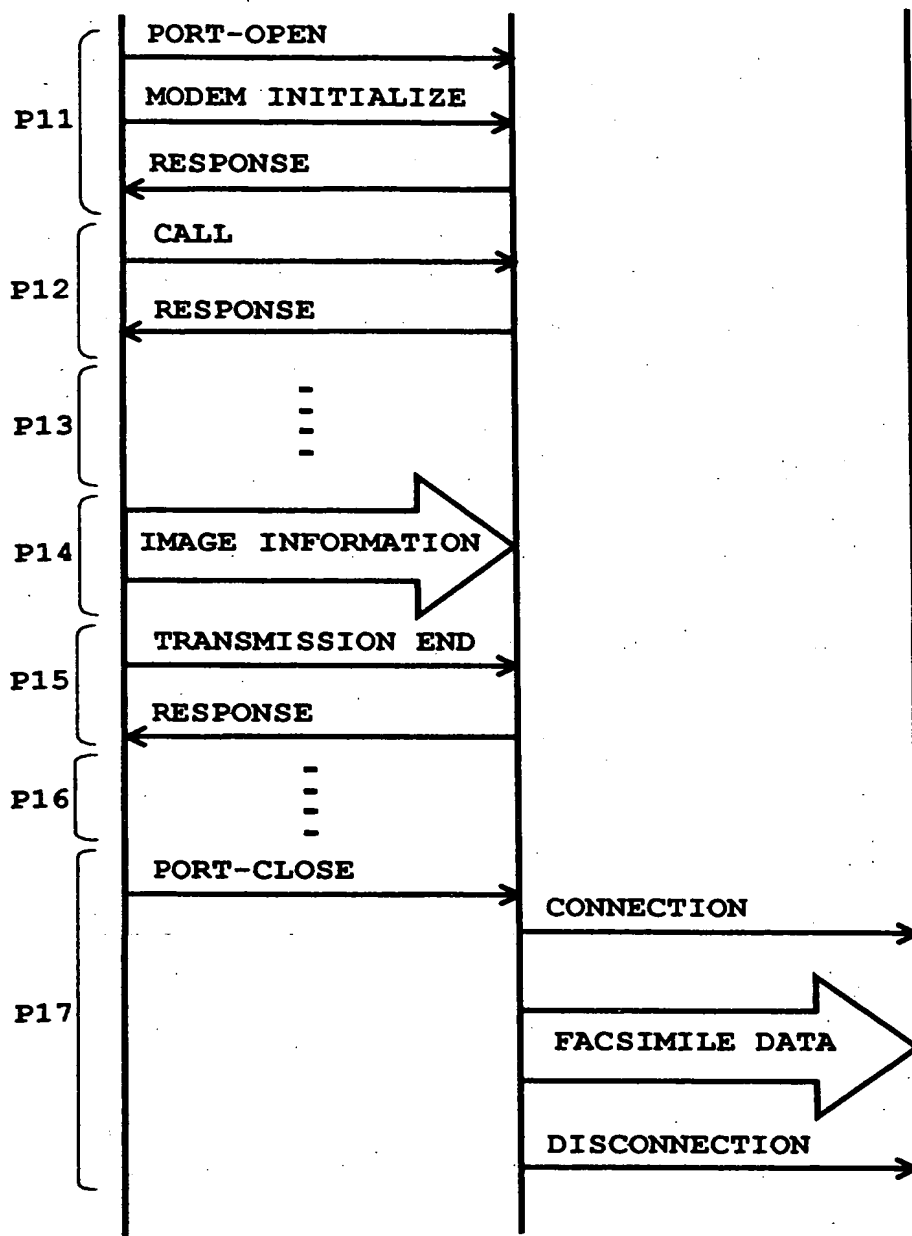 PORT-OPEN
MODEM INITIALIZE
P11
RESPONSE
CALL
P12
RESPONSE
P13
P14
IMAGE INFORMATION
TRANSMISSION END
P15
RESPONSE
P16
PORT-CLOSE
CONNECTION
P17
FACSIMILE DATA
DISCONNECTION